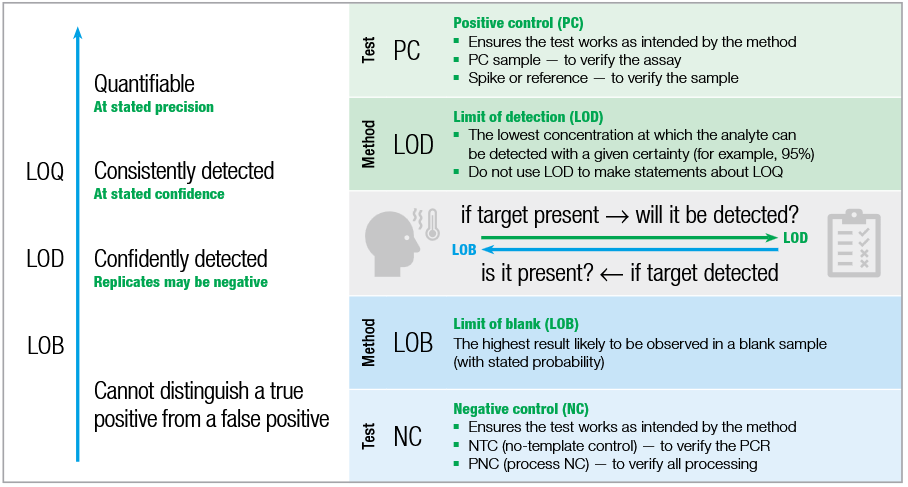 Quantifiable
At stated precision
LOQ
Consistently detected
At stated confidence
LOD
Confidently detected
Replicates may be negative
LOB
Cannot distinguish a true
positive from a false positive
Test
PC
Positive control (PC)
▪ Ensures the test works as intended by the method
▪ PC sample — to verify the assay
▪ Spike or reference — to verify the sample
Method
LOD
Limit of detection (LOD)
▪ The lowest concentration at which the analyte can
be detected with a given certainty (for example, 95%)
▪ Do not use LOD to make statements about LOQ
if target present → will it be detected?
LOD
LOB
is it present? ← if target detected
Method
LOB
Limit of blank (LOB)
The highest result likely to be observed in a blank sample
(with stated probability)
Test
NC
Negative control (NC)
▪ Ensures the test works as intended by the method
▪ NTC (no-template control) — to verify the PCR
▪ PNC (process NC) — to verify all processing